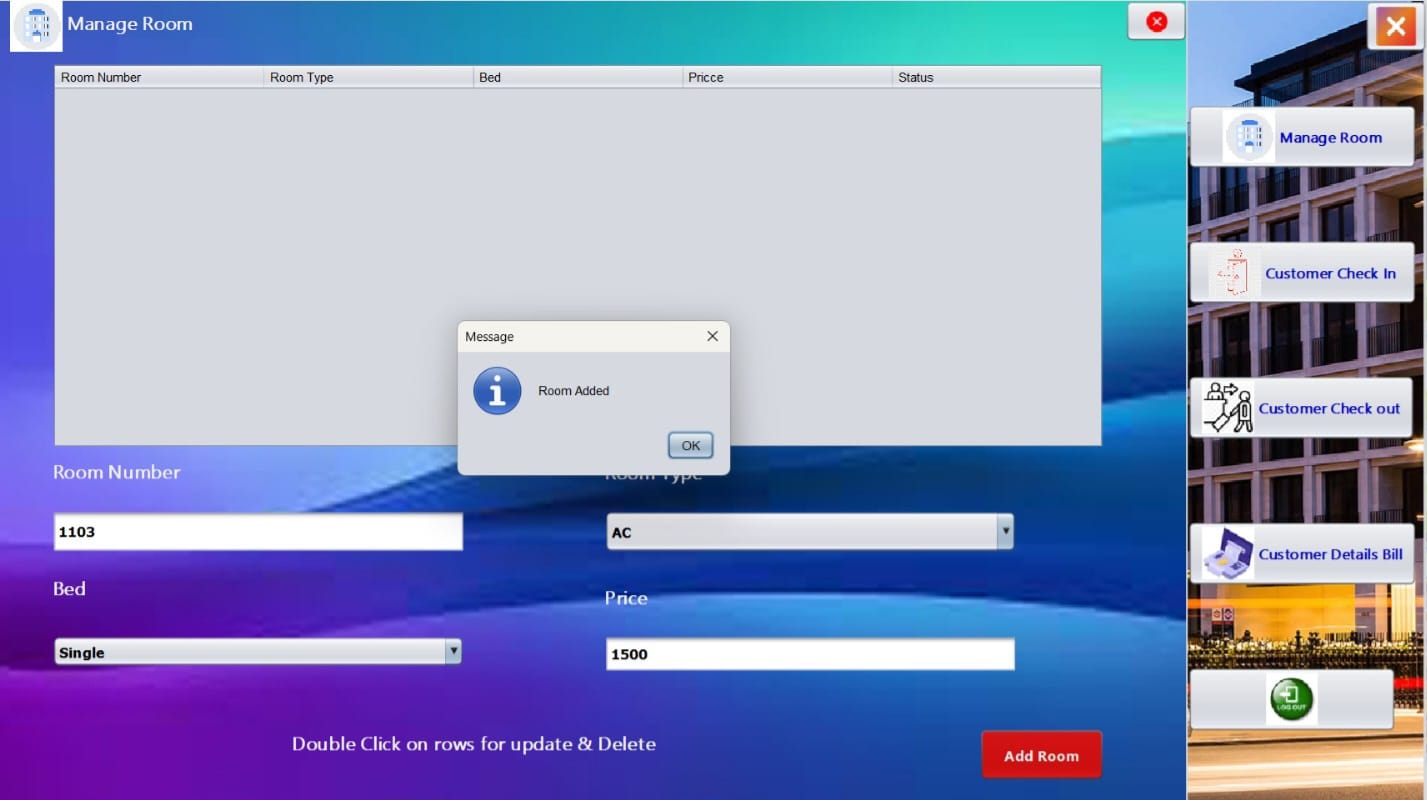 Manage Room
Room Number Room Type Bed Pricce Status
Manage Room
Customer Check In
Message
Room Added
Customer Check out
OK
Room Number Room Type
1103 AC
Customer Details Bill
Bed Price
Single 1500
LOG OUT
Double Click on rows for update & Delete
Add Room